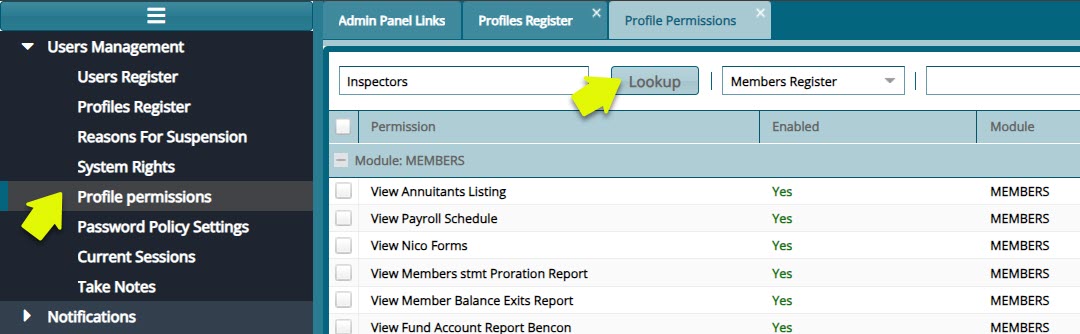 Users Management
Users Register
Profiles Register
Reasons For Suspension
System Rights
Profile permissions
Password Policy Settings
Current Sessions
Take Notes
Notifications
Admin Panel Links
Profiles Register
Profile Permissions
Inspectors Lookup Members Register
Permission Enabled Module
Module: MEMBERS
View Annuitants Listing Yes MEMBERS
View Payroll Schedule Yes MEMBERS
View Nico Forms Yes MEMBERS
View Members stmt Proration Report Yes MEMBERS
View Member Balance Exits Report Yes MEMBERS
View Fund Account Report Bencon Yes MEMBERS